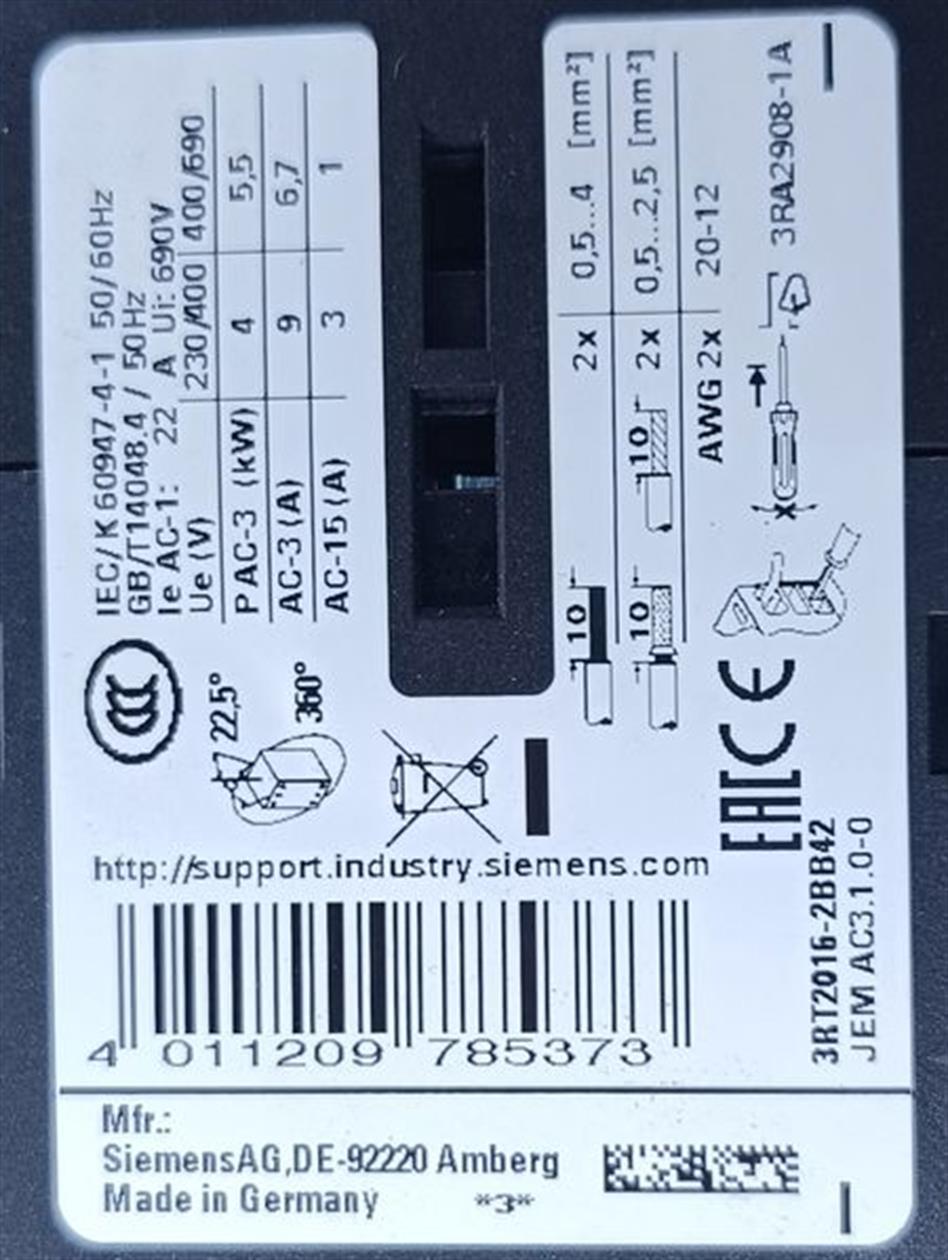 IEC/K60947-4-1 50/60Hz
GB/T14048.4 / 50Hz
Ie AC-1: 22 A Ui: 690V
Ue (V) 230/400 400/690
P AC-3 (kW) 4 5,5
AC-3 (A) 9 6,7
AC-15 (A) 3 1
CCC
22,5°
360°
10 2x 0,5...4 [mm²]
10 10 2x 0,5...2,5 [mm²]
AWG 2x 20-12
X 3RA2908-1A
EAC CE
http://support.industry.siemens.com
3RT2016-2BB42
JEM AC3.1.0-0
4 011209 785373
Mfr.:
SiemensAG,DE-92220 Amberg
Made in Germany *3*